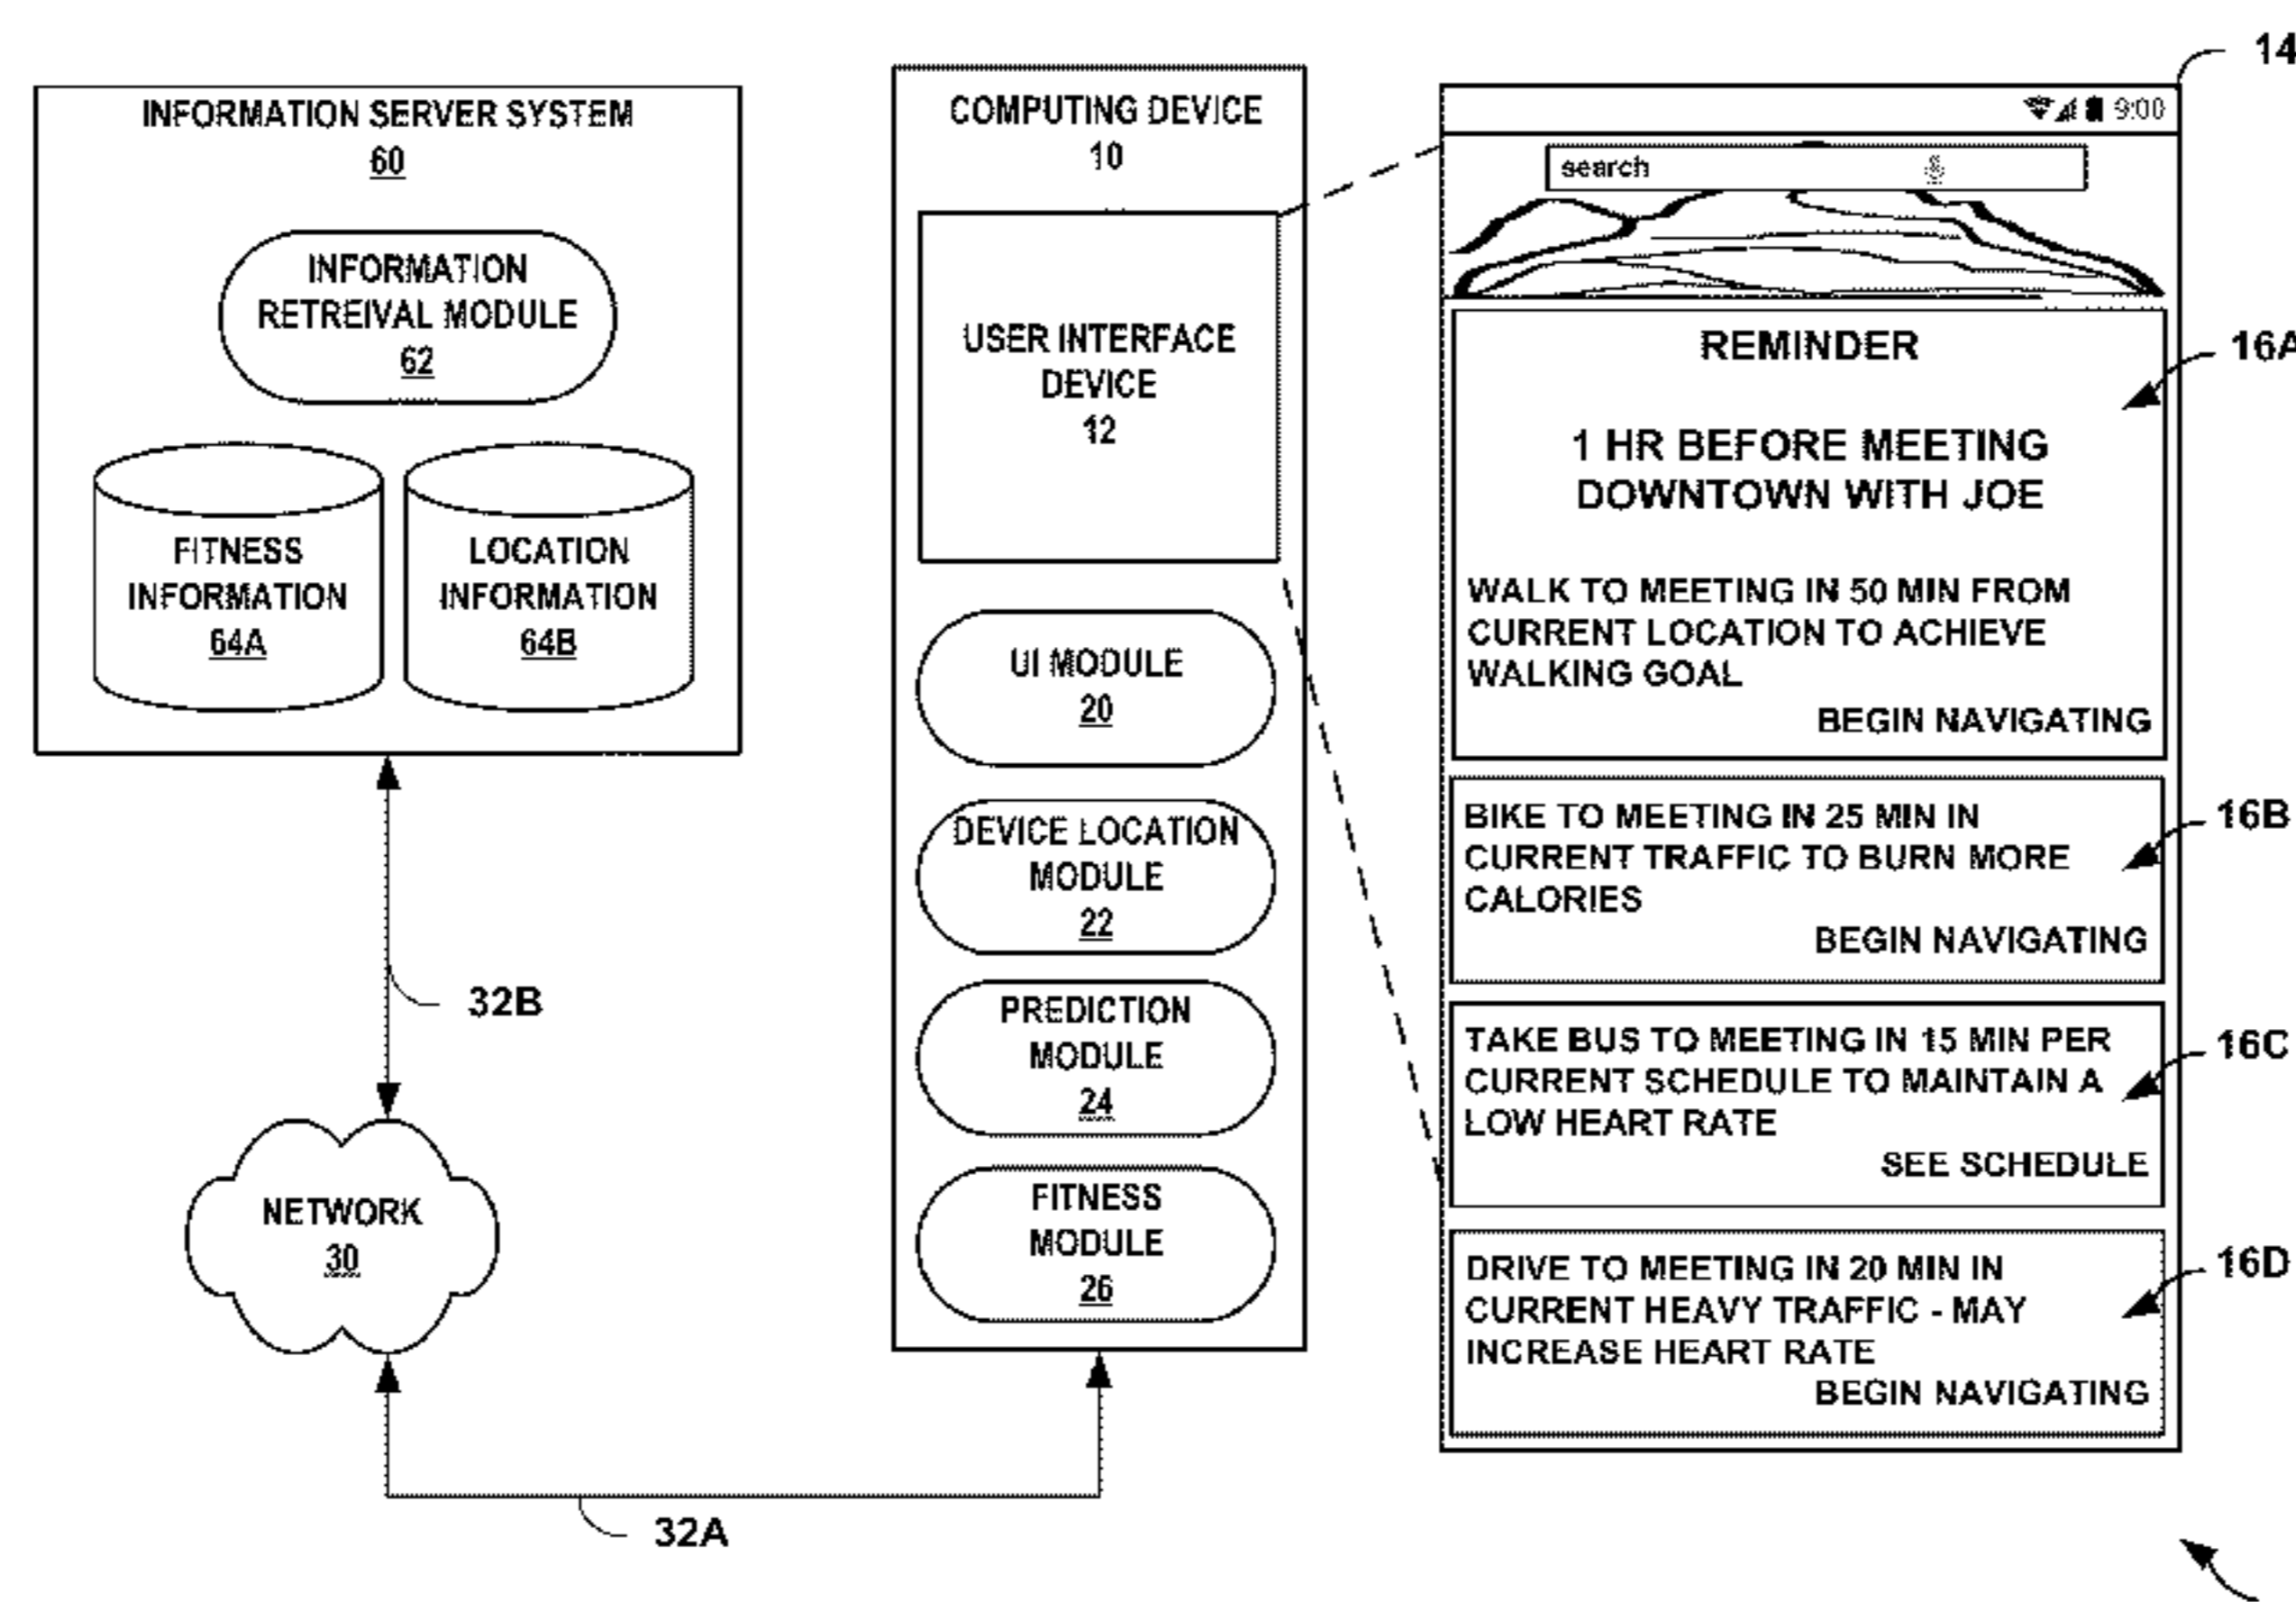 INFORMATION SERVER SYSTEM
60
INFORMATION
RETREIVAL MODULE
62
FITNESS
INFORMATION
64A
LOCATION
INFORMATION
64B
32B
NETWORK
30
32A
COMPUTING DEVICE
10
USER INTERFACE
DEVICE
12
UI MODULE
20
DEVICE LOCATION
MODULE
22
PREDICTION
MODULE
24
FITNESS
MODULE
26
14
9:00
search
REMINDER
16A
1 HR BEFORE MEETING
DOWNTOWN WITH JOE
WALK TO MEETING IN 50 MIN FROM
CURRENT LOCATION TO ACHIEVE
WALKING GOAL
BEGIN NAVIGATING
BIKE TO MEETING IN 25 MIN IN
CURRENT TRAFFIC TO BURN MORE
CALORIES
BEGIN NAVIGATING
16B
TAKE BUS TO MEETING IN 15 MIN PER
CURRENT SCHEDULE TO MAINTAIN A
LOW HEART RATE
SEE SCHEDULE
16C
DRIVE TO MEETING IN 20 MIN IN
CURRENT HEAVY TRAFFIC - MAY
INCREASE HEART RATE
BEGIN NAVIGATING
16D